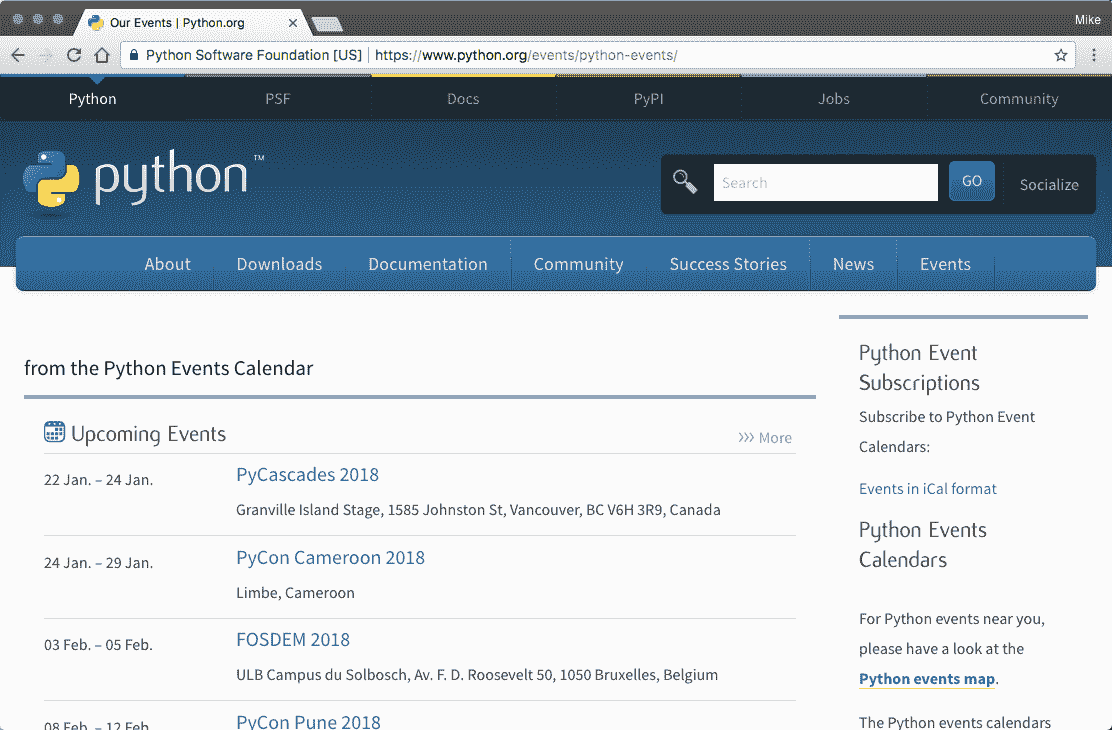 Our Events | Python.org
Mike
Python Software Foundation [US] https://www.python.org/events/python-events/
Python PSF Docs PyPI Jobs Community
python™
Search GO Socialize
About Downloads Documentation Community Success Stories News Events
from the Python Events Calendar
Upcoming Events
More
22 Jan. – 24 Jan. PyCascades 2018
Granville Island Stage, 1585 Johnston St, Vancouver, BC V6H 3R9, Canada
24 Jan. – 29 Jan. PyCon Cameroon 2018
Limbe, Cameroon
03 Feb. – 05 Feb. FOSDEM 2018
ULB Campus du Solbosch, Av. F. D. Roosevelt 50, 1050 Bruxelles, Belgium
08 Feb. – 12 Feb. PyCon Pune 2018
Python Event
Subscriptions
Subscribe to Python Event
Calendars:
Events in iCal format
Python Events
Calendars
For Python events near you,
please have a look at the
Python events map.
The Python events calendars